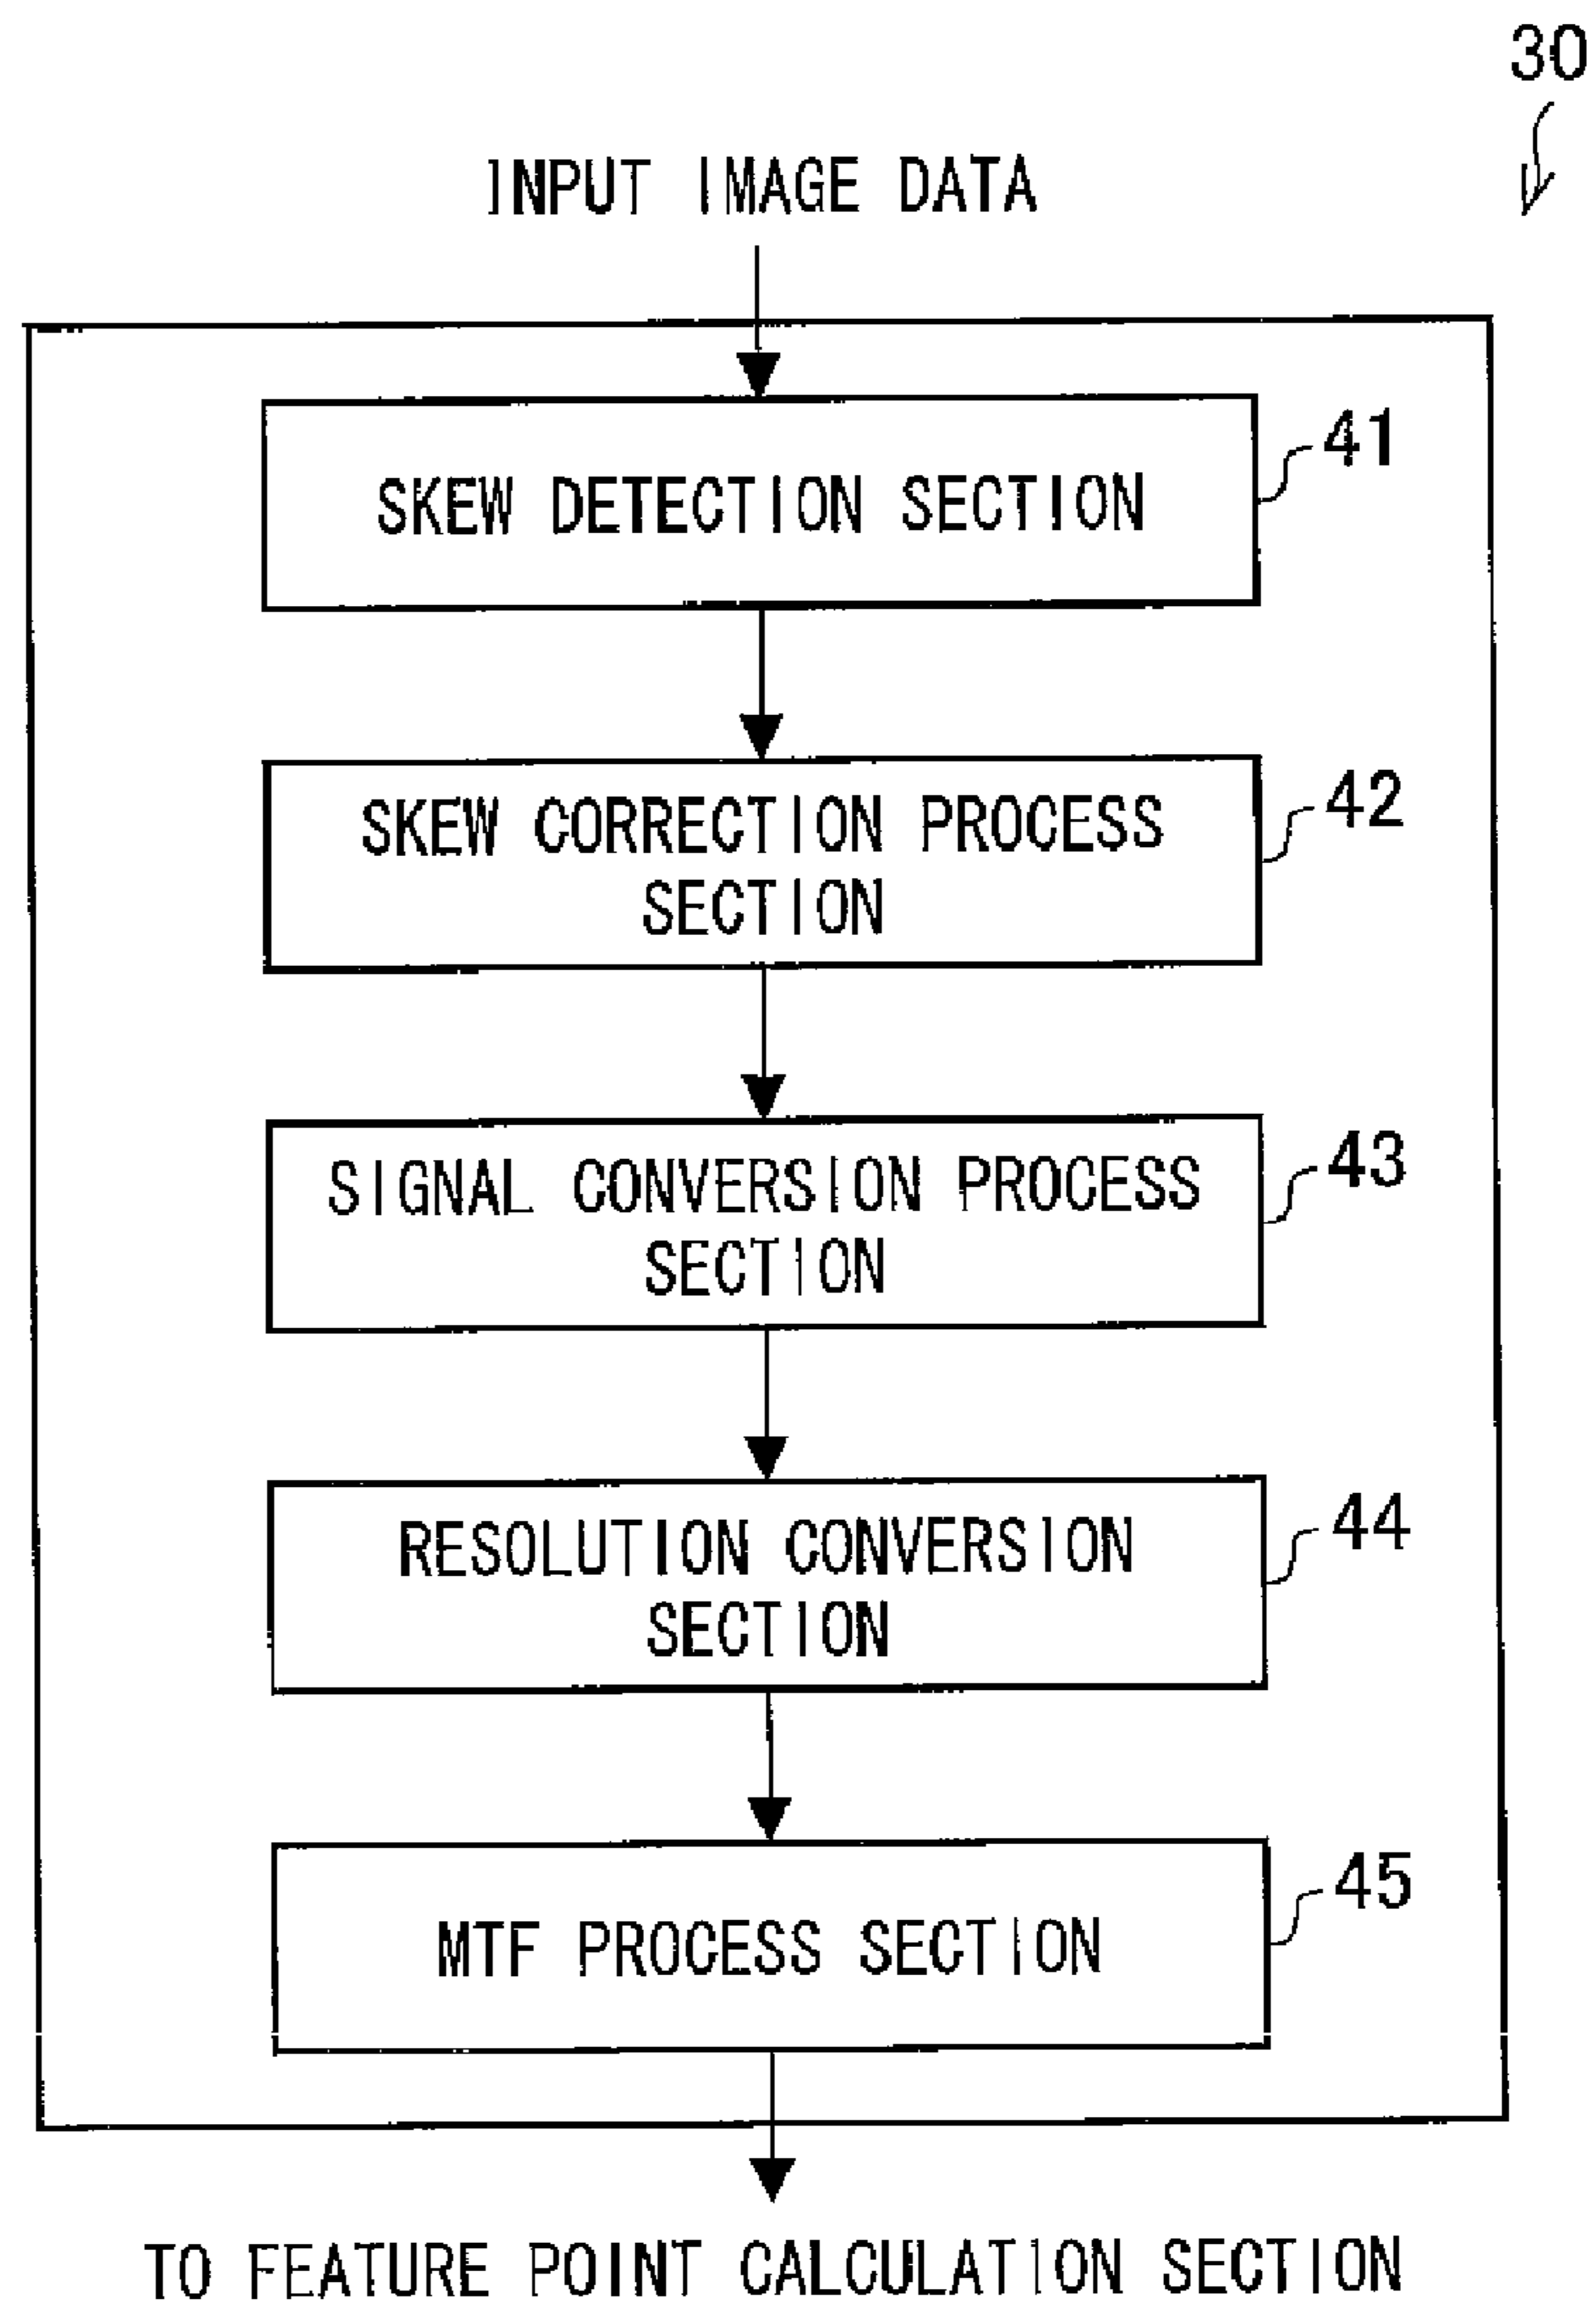 30
INPUT IMAGE DATA
SKEW DETECTION SECTION
41
SKEW CORRECTION PROCESS
SECTION
42
SIGNAL CONVERSION PROCESS
SECTION
43
RESOLUTION CONVERSION
SECTION
44
MTF PROCESS SECTION
45
TO FEATURE POINT CALCULATION SECTION